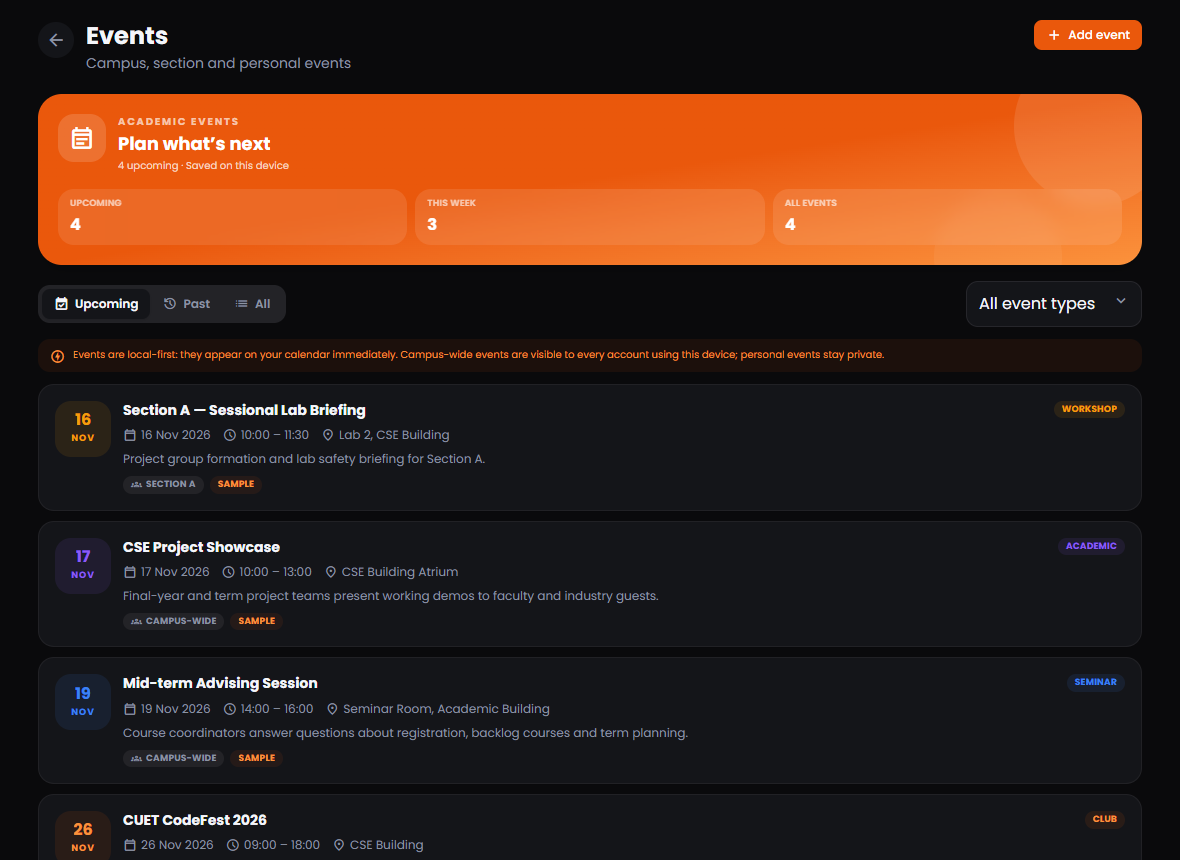 Events
Campus, section and personal events
Add event
ACADEMIC EVENTS
Plan what’s next
4 upcoming · Saved on this device
UPCOMING
4
THIS WEEK
3
ALL EVENTS
4
Upcoming
Past
All
All event types
Events are local-first: they appear on your calendar immediately. Campus-wide events are visible to every account using this device; personal events stay private.
16
NOV
Section A — Sessional Lab Briefing
WORKSHOP
16 Nov 2026 10:00 – 11:30 Lab 2, CSE Building
Project group formation and lab safety briefing for Section A.
SECTION A SAMPLE
17
NOV
CSE Project Showcase
ACADEMIC
17 Nov 2026 10:00 – 13:00 CSE Building Atrium
Final-year and term project teams present working demos to faculty and industry guests.
CAMPUS-WIDE SAMPLE
19
NOV
Mid-term Advising Session
SEMINAR
19 Nov 2026 14:00 – 16:00 Seminar Room, Academic Building
Course coordinators answer questions about registration, backlog courses and term planning.
CAMPUS-WIDE SAMPLE
26
NOV
CUET CodeFest 2026
CLUB
26 Nov 2026 09:00 – 18:00 CSE Building